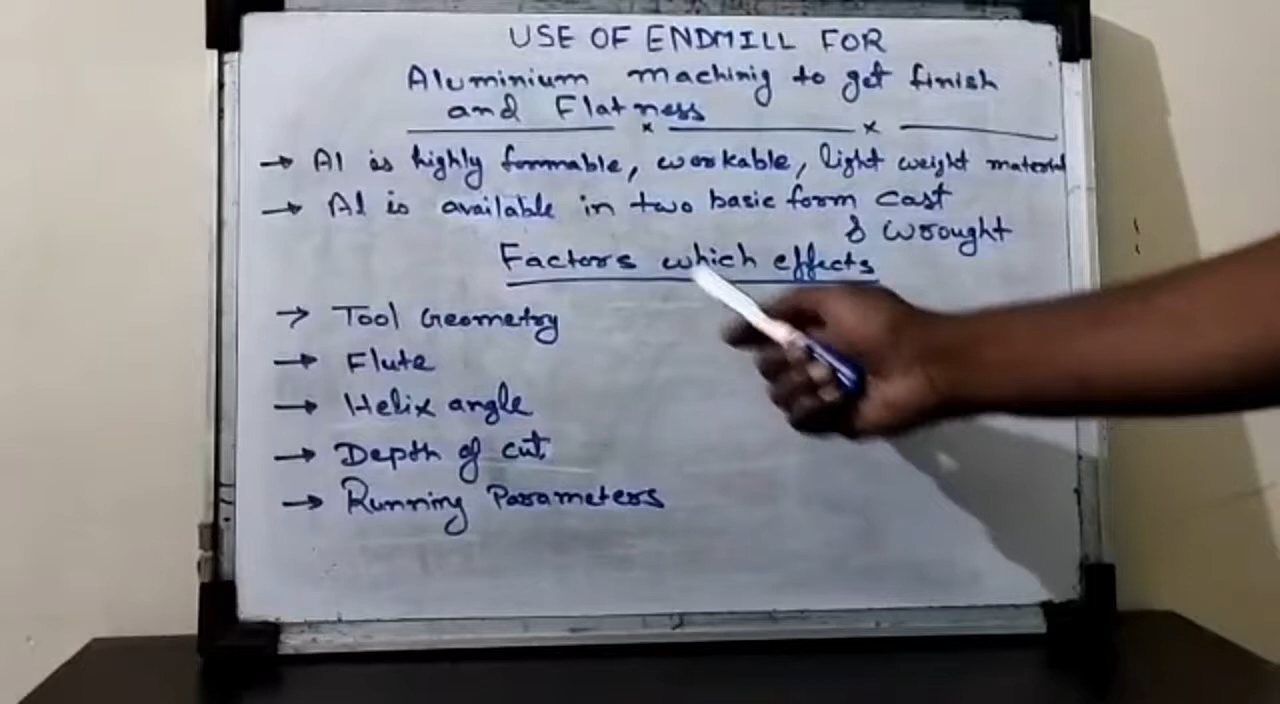 USE OF ENDMILL FOR
Aluminium machinig to get finish
and Flatness
→ Al is highly formable, workable, light weight material
→ Al is available in two basic form cast
& wrought
Factors which effects
→ Tool Geometry
→ Flute
→ Helix angle
→ Depth of cut
→ Running Parameters